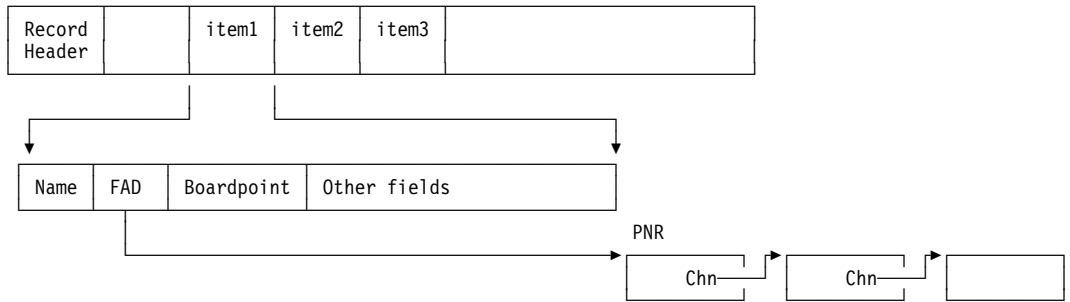 Record item1 item2 item3
Header
Name FAD Boardpoint Other fields
PNR
Chn Chn